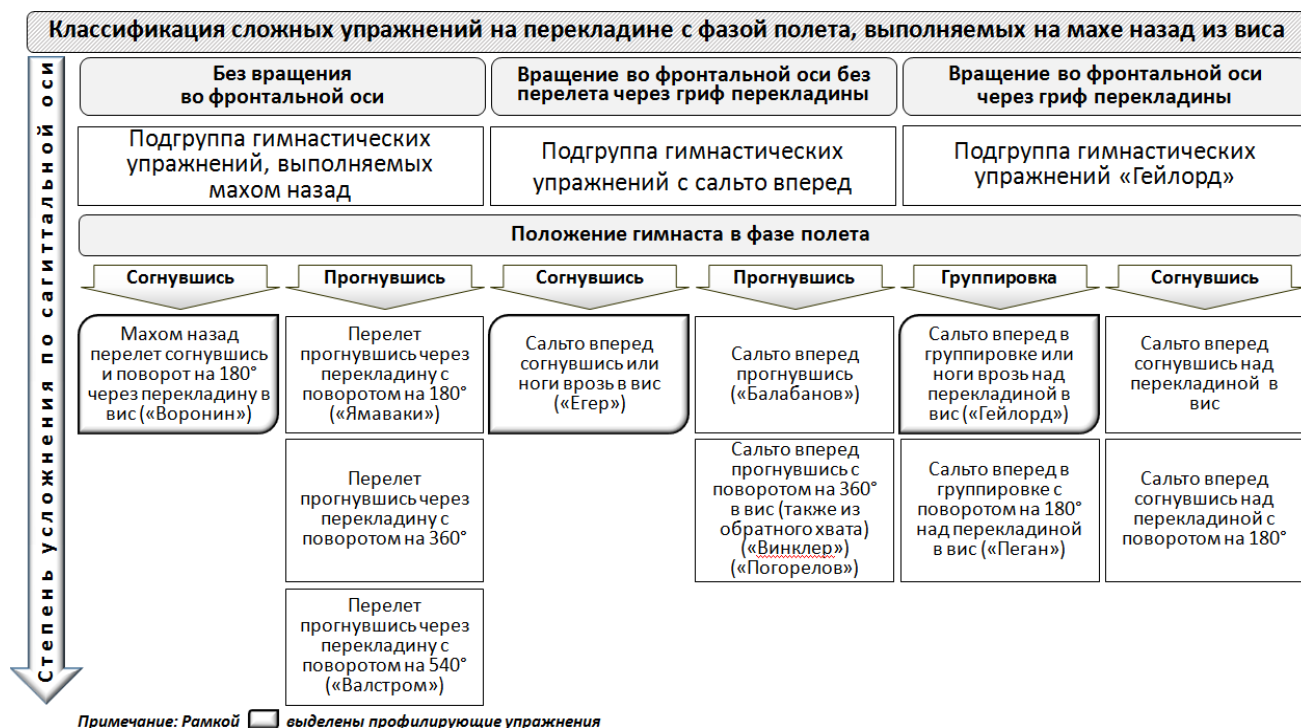 Классификация сложных упражнений на перекладине с фазой полета, выполняемых на махе назад из виса
Степень усложнения по сагиттальной оси
Без вращения
во фронтальной оси
Вращение во фронтальной оси без
перелета через гриф перекладины
Вращение во фронтальной оси
через гриф перекладины
Подгруппа гимнастических
упражнений, выполняемых
махом назад
Подгруппа гимнастических
упражнений с сальто вперед
Подгруппа гимнастических
упражнений «Гейлорд»
Положение гимнаста в фазе полета
Согнувшись
Прогнувшись
Согнувшись
Прогнувшись
Группировка
Согнувшись
Махом назад
перелет согнувшись
и поворот на 180°
через перекладину в
вис («Воронин»)
Перелет
прогнувшись через
перекладину с
поворотом на 180°
(«Ямаваки»)
Сальто вперед
согнувшись или
ноги врозь в вис
(«Егер»)
Сальто вперед
прогнувшись
(«Балабанов»)
Сальто вперед в
группировке или
ноги врозь над
перекладиной в
вис («Гейлорд»)
Сальто вперед
согнувшись над
перекладиной в
вис
Перелет
прогнувшись через
перекладину с
поворотом на 360°
Сальто вперед
прогнувшись с
поворотом на 360°
в вис (также из
обратного хвата)
(«Винклер»)
(«Погорелов»)
Сальто вперед в
группировке с
поворотом на 180°
над перекладиной
в вис («Пеган»)
Сальто вперед
согнувшись над
перекладиной с
поворотом на 180°
Перелет
прогнувшись через
перекладину с
поворотом на 540°
(«Валстром»)
Примечание: Рамкой выделены профилирующие упражнения